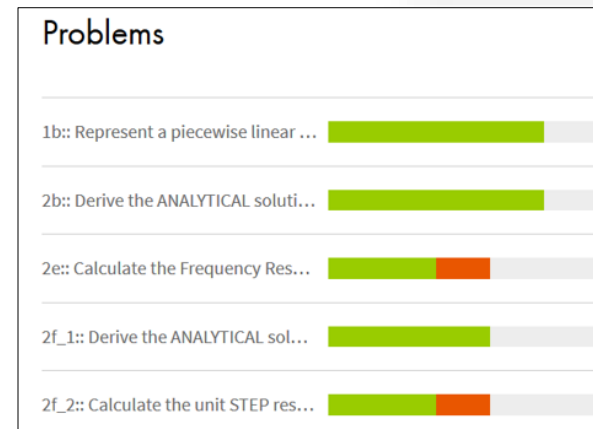 Problems
1b:: Represent a piecewise linear ...
2b:: Derive the ANALYTICAL soluti...
2e:: Calculate the Frequency Res...
2f_1:: Derive the ANALYTICAL sol...
2f_2:: Calculate the unit STEP res...